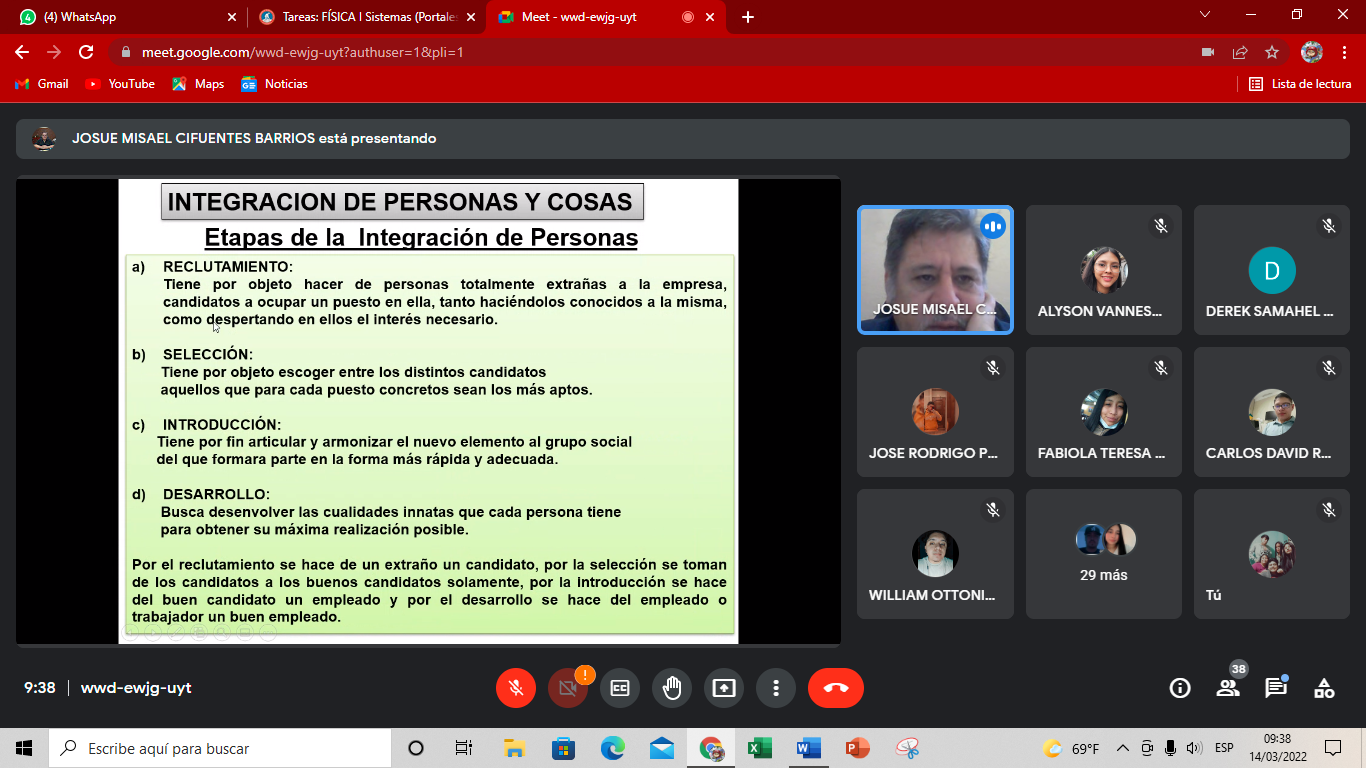 (4) WhatsApp
Tareas: FÍSICA I Sistemas (Portale
Meet - wwd-ewjg-uyt
meet.google.com/wwd-ewjg-uyt?authuser=1&pli=1
Gmail
YouTube
Maps
Noticias
Lista de lectura
JOSUE MISAEL CIFUENTES BARRIOS está presentando
INTEGRACION DE PERSONAS Y COSAS
Etapas de la Integración de Personas
a) RECLUTAMIENTO:
Tiene por objeto hacer de personas totalmente extrañas a la empresa,
candidatos a ocupar un puesto en ella, tanto haciéndolos conocidos a la misma,
como despertando en ellos el interés necesario.
b) SELECCIÓN:
Tiene por objeto escoger entre los distintos candidatos
aquellos que para cada puesto concretos sean los más aptos.
c) INTRODUCCIÓN:
Tiene por fin articular y armonizar el nuevo elemento al grupo social
del que formara parte en la forma más rápida y adecuada.
d) DESARROLLO:
Busca desenvolver las cualidades innatas que cada persona tiene
para obtener su máxima realización posible.
Por el reclutamiento se hace de un extraño un candidato, por la selección se toman
de los candidatos a los buenos candidatos solamente, por la introducción se hace
del buen candidato un empleado y por el desarrollo se hace del empleado o
trabajador un buen empleado.
JOSUE MISAEL C...
ALYSON VANNES...
D
DEREK SAMAHEL ...
JOSE RODRIGO P...
FABIOLA TERESA ...
CARLOS DAVID R...
WILLIAM OTTONI...
29 más
Tú
9:38 | wwd-ewjg-uyt
38
Escribe aquí para buscar
69°F
ESP
09:38
14/03/2022